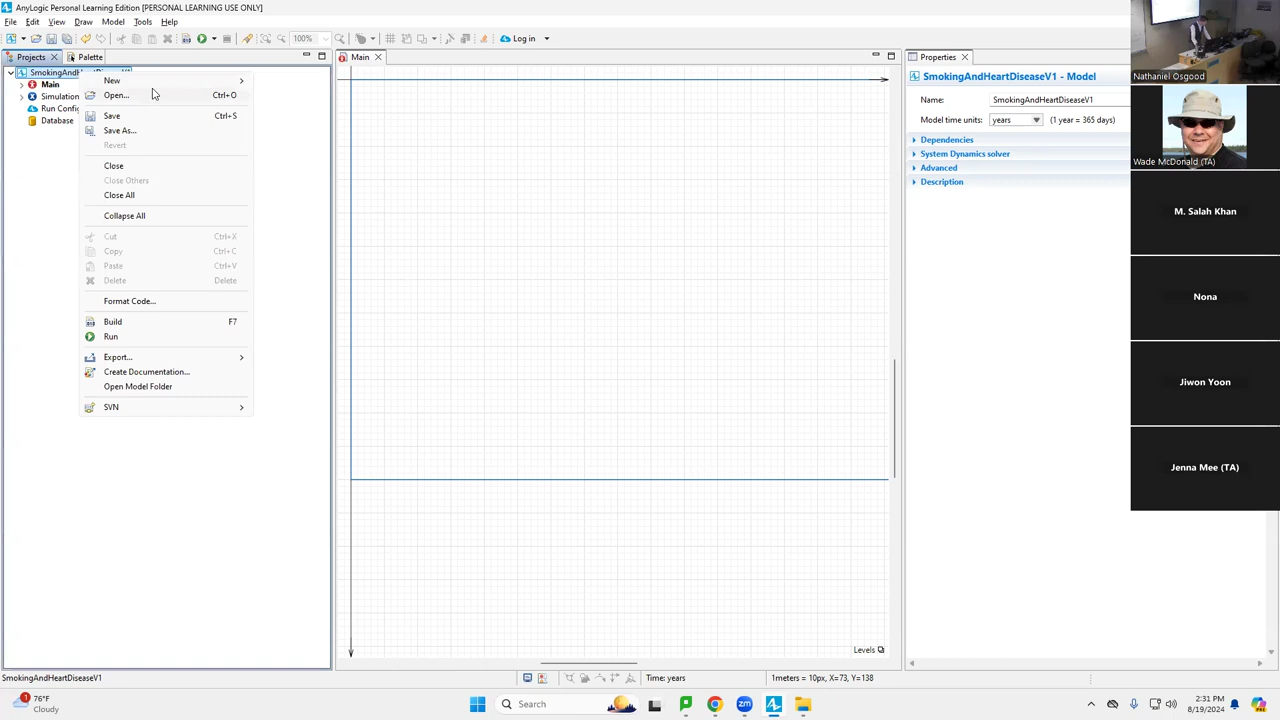 AnyLogic Personal Learning Edition [PERSONAL LEARNING USE ONLY]
File Edit View Draw Model Tools Help
100% Log in
Projects Palette
Main
Properties
SmokingAndHeartDiseaseV1
Main
Simulation
Run Config
Database
New
Open... Ctrl+O
Save Ctrl+S
Save As...
Revert
Close
Close Others
Close All
Collapse All
Cut Ctrl+X
Copy Ctrl+C
Paste Ctrl+V
Delete Delete
Format Code...
Build F7
Run
Export...
Create Documentation...
Open Model Folder
SVN
Levels
SmokingAndHeartDiseaseV1 - Model
Name: SmokingAndHeartDiseaseV1
Model time units: years (1 year = 365 days)
Dependencies
System Dynamics solver
Advanced
Description
Nathaniel Osgood
Wade McDonald (TA)
M. Salah Khan
Nona
Jiwon Yoon
Jenna Mee (TA)
SmokingAndHeartDiseaseV1 Time: years 1meters = 10px, X=73, Y=138
1
76°F
Cloudy
Search
zm
2:31 PM
8/19/2024